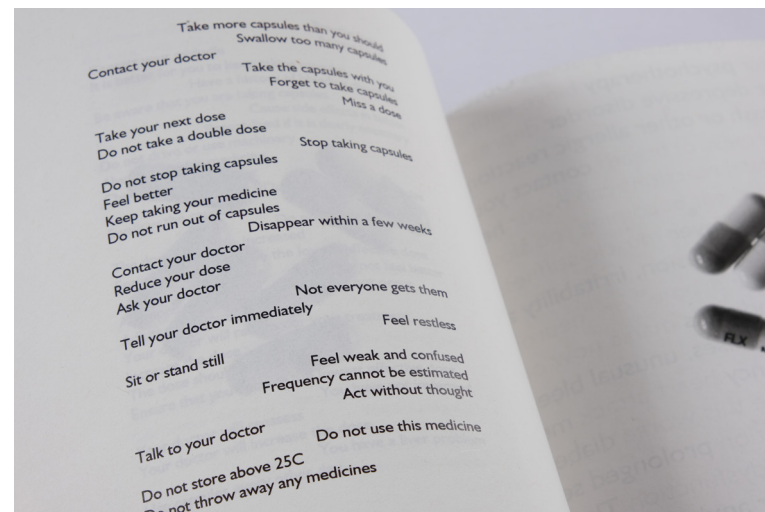 Take more capsules than you should
Swallow too many capsules
Contact your doctor
Take the capsules with you
Forget to take capsules
Miss a dose
Take your next dose
Do not take a double dose
Stop taking capsules
Do not stop taking capsules
Feel better
Keep taking your medicine
Do not run out of capsules
Disappear within a few weeks
Contact your doctor
Reduce your dose
Ask your doctor
Not everyone gets them
Tell your doctor immediately
Feel restless
Sit or stand still
Feel weak and confused
Frequency cannot be estimated
Act without thought
Talk to your doctor
Do not use this medicine
Do not store above 25C
Do not throw away any medicines
FLX